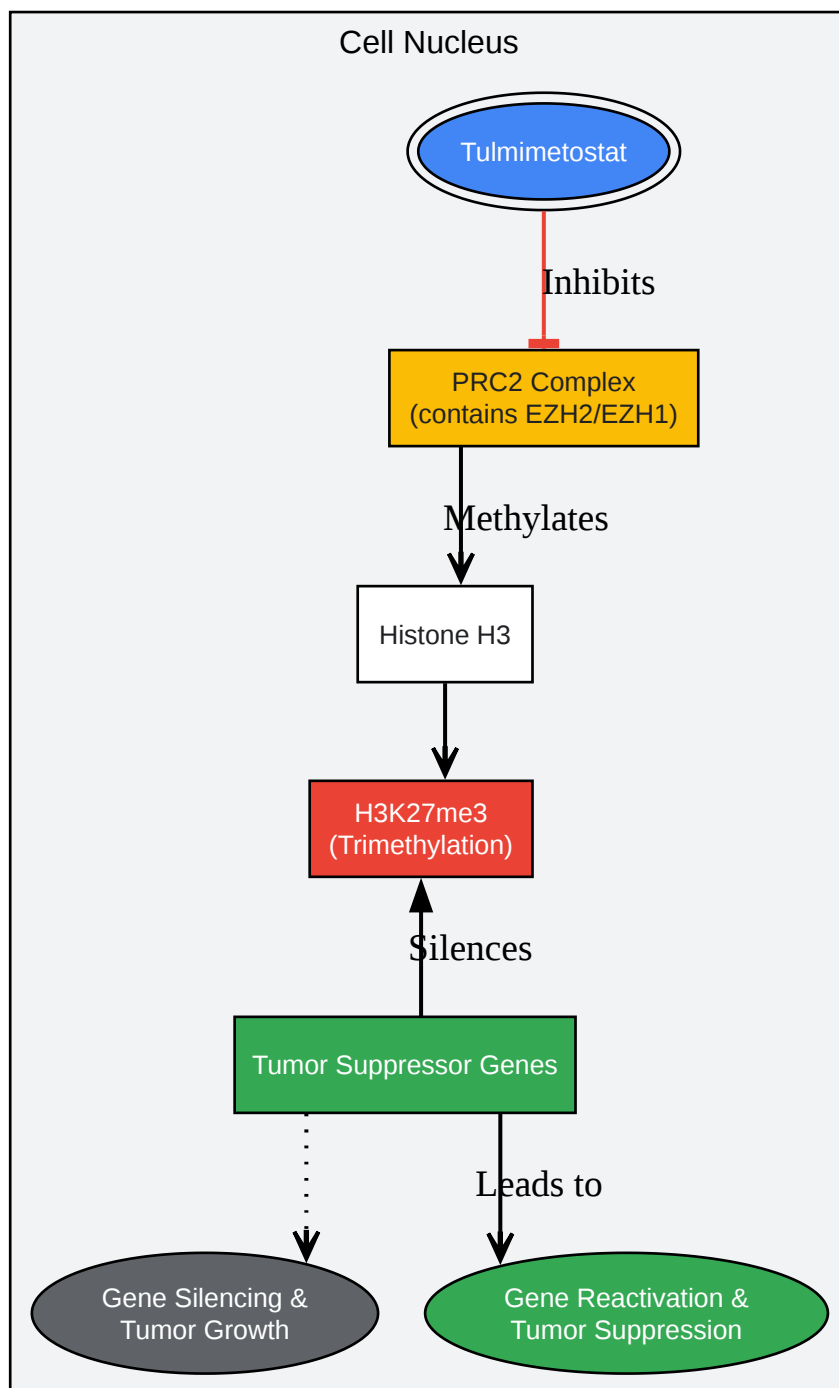 Cell Nucleus
Tulmimetostat
Inhibits
PRC2 Complex
(contains EZH2/EZH1)
Methylates
Histone H3
H3K27me3
(Trimethylation)
Silences
Tumor Suppressor Genes
Leads to
Gene Silencing &
Tumor Growth
Gene Reactivation &
Tumor Suppression